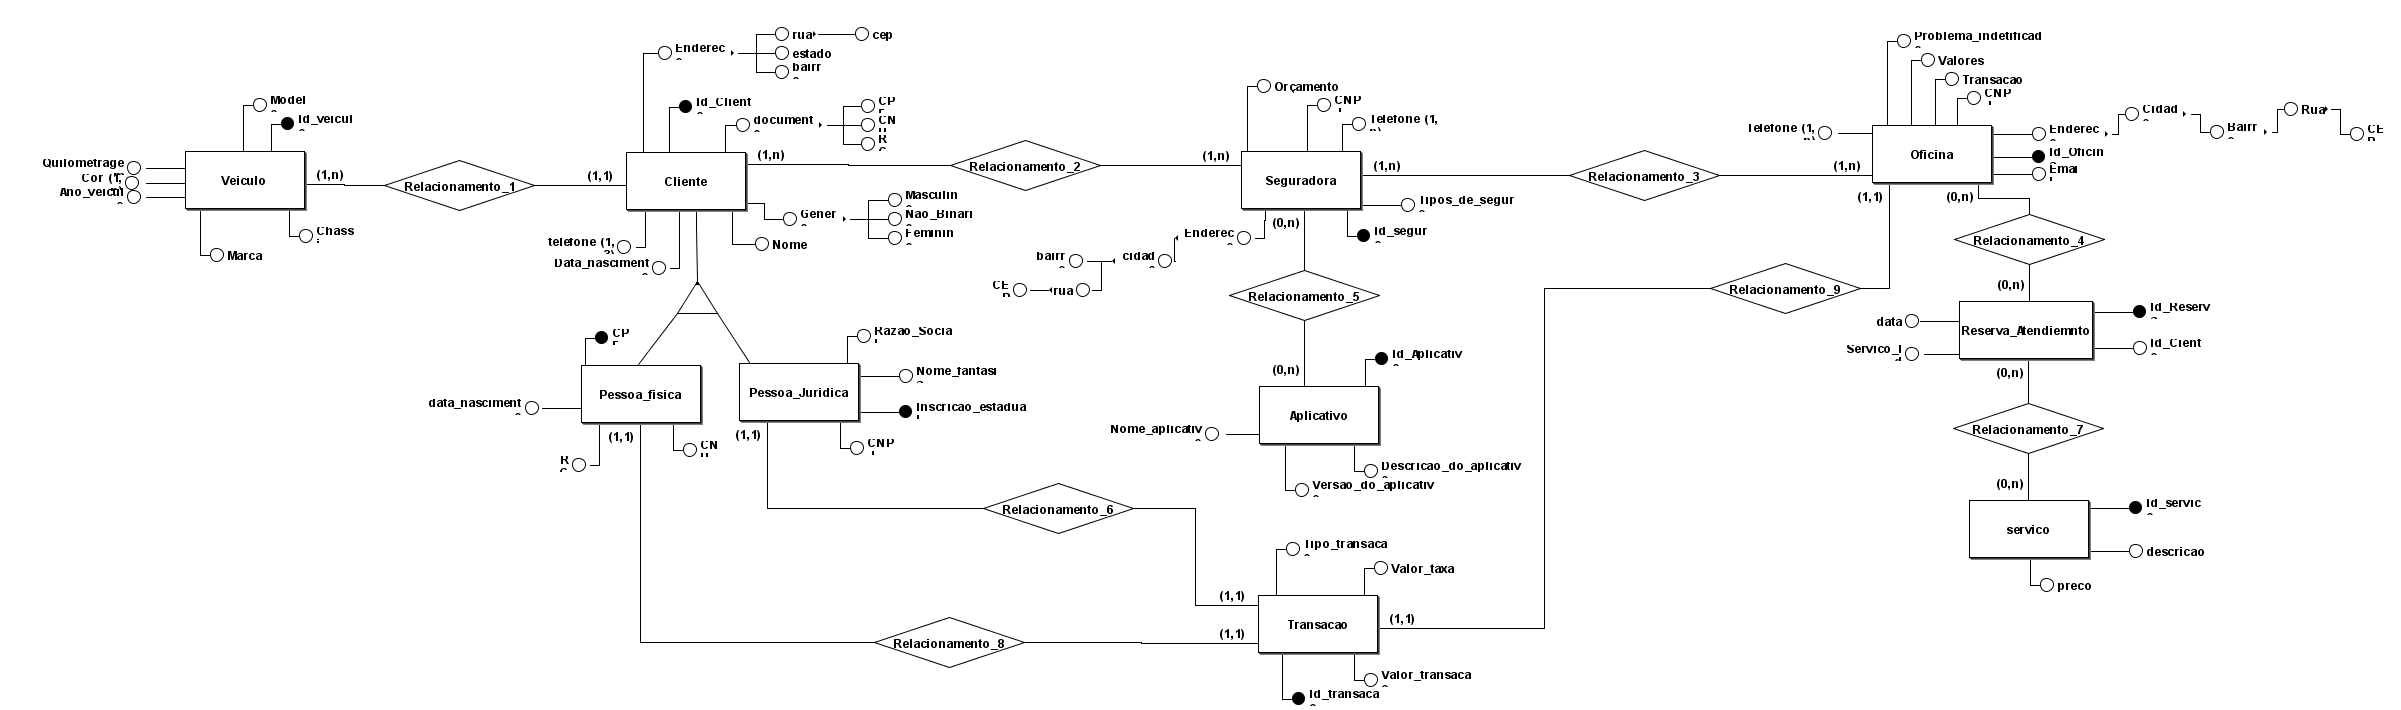 Model
Id_veicul
Quilometrage
Cor (1,
Ano_veicul
Veiculo
Chass
Marca
(1,n)
Relacionamento_1
(1,1)
Enderec
rua
cep
estado
bairr
Id_Client
document
CP
CN
R
Cliente
(1,n)
Gener
Masculin
Nao_Binari
Feminin
telefone (1,
Nome
Data_nasciment
Relacionamento_2
(1,n)
Orçamento
CNP
Telefone (1,
Seguradora
(1,n)
Tipos_de_segur
Id_segur
(0,n)
Enderec
bairr
cidad
CE
rua
Relacionamento_3
(1,n)
Problema_indetificad
Valores
Transacao
CNP
Telefone (1,
Oficina
Enderec
Cidad
Bairr
Rua
CE
Id_Oficin
Emai
(1,1)
(0,n)
Relacionamento_4
Relacionamento_5
Relacionamento_9
(0,n)
data
Servico_I
Reserva_Atendiemnto
Id_Reserv
Id_Cient
(0,n)
CP
Pessoa_fisica
data_nasciment
(1,1)
R
CN
Razao_Socia
Nome_fantasi
Pessoa_Juridica
Inscricao_estadua
(1,1)
CNP
(0,n)
Id_Aplicativ
Aplicativo
Nome_aplicativ
Descricao_do_aplicativ
Versao_do_aplicativ
Relacionamento_7
(0,n)
servico
Id_servic
descricao
preco
Relacionamento_6
Tipo_transaca
Valor_taxa
(1,1)
Transacao
(1,1)
(1,1)
Relacionamento_8
Valor_transaca
Id_transaca